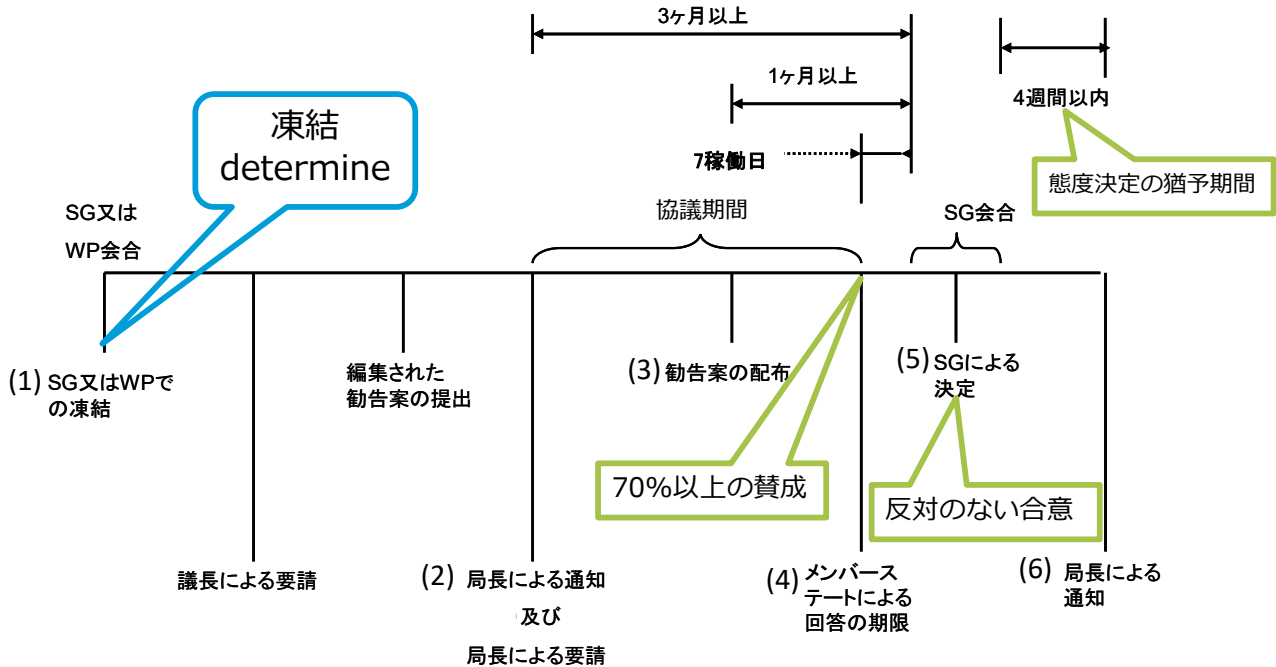 3ヶ月以上
1ヶ月以上
4週間以内
凍結
determine
7稼働日
態度決定の猶予期間
SG又は
WP会合
協議期間
SG会合
(1) SG又はWPで
の凍結
編集された
勧告案の提出
(3) 勧告案の配布
(5) SGによる
決定
70%以上の賛成
反対のない合意
議長による要請
(2) 局長による通知
及び
局長による要請
(4) メンバース
テートによる
回答の期限
(6) 局長による
通知